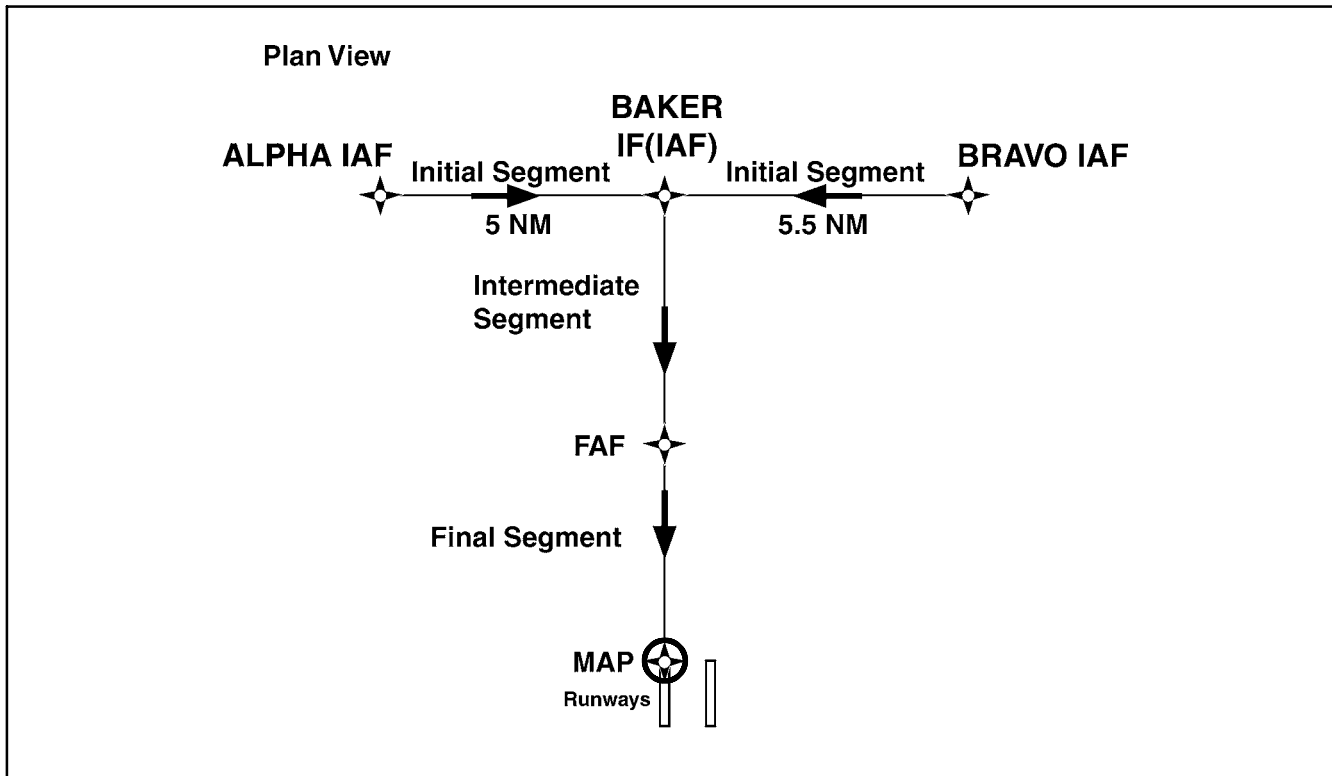 Plan View
BAKER
IF(IAF)
ALPHA IAF
BRAVO IAF
Initial Segment
Initial Segment
5 NM
5.5 NM
Intermediate
Segment
FAF
Final Segment
MAP
Runways